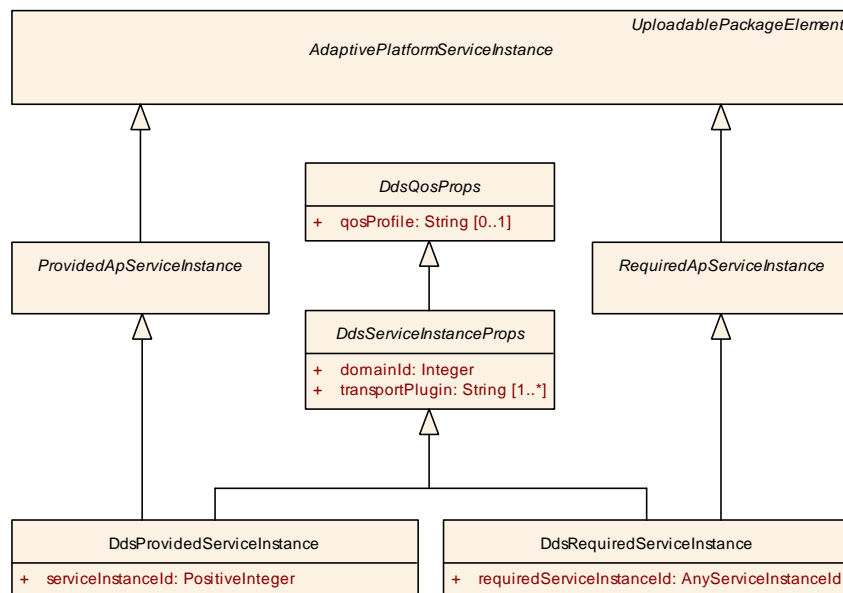 UploadablePackageElement
AdaptivePlatformServiceInstance
DdsQosProps
+ qosProfile: String [0..1]
ProvidedApServiceInstance
RequiredApServiceInstance
DdsServiceInstanceProps
+ domainId: Integer
+ transportPlugin: String [1..*]
DdsProvidedServiceInstance
+ serviceInstanceId: PositiveInteger
DdsRequiredServiceInstance
+ requiredServiceInstanceId: AnyServiceInstanceId